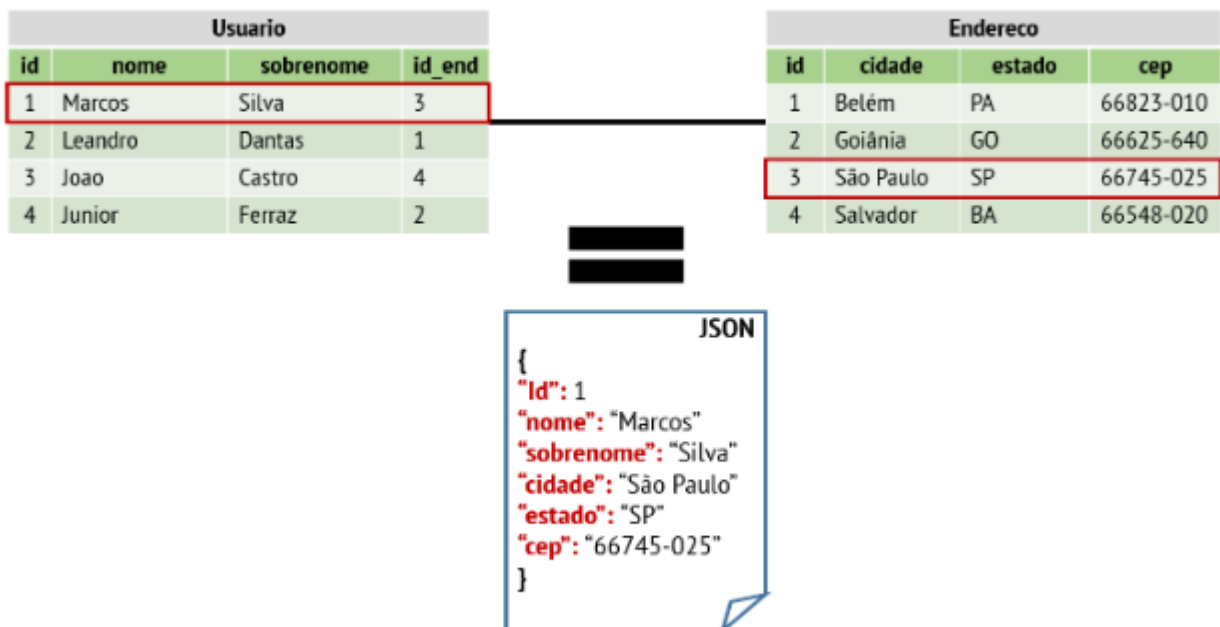 Usuario
id nome sobrenome id_end
1 Marcos Silva 3
2 Leandro Dantas 1
3 Joao Castro 4
4 Junior Ferraz 2
Endereco
id cidade estado cep
1 Belém PA 66823-010
2 Goiânia GO 66625-640
3 São Paulo SP 66745-025
4 Salvador BA 66548-020
JSON
{
“Id”: 1
“nome”: “Marcos”
“sobrenome”: “Silva”
“cidade”: “São Paulo”
“estado”: “SP”
“cep”: “66745-025”
}